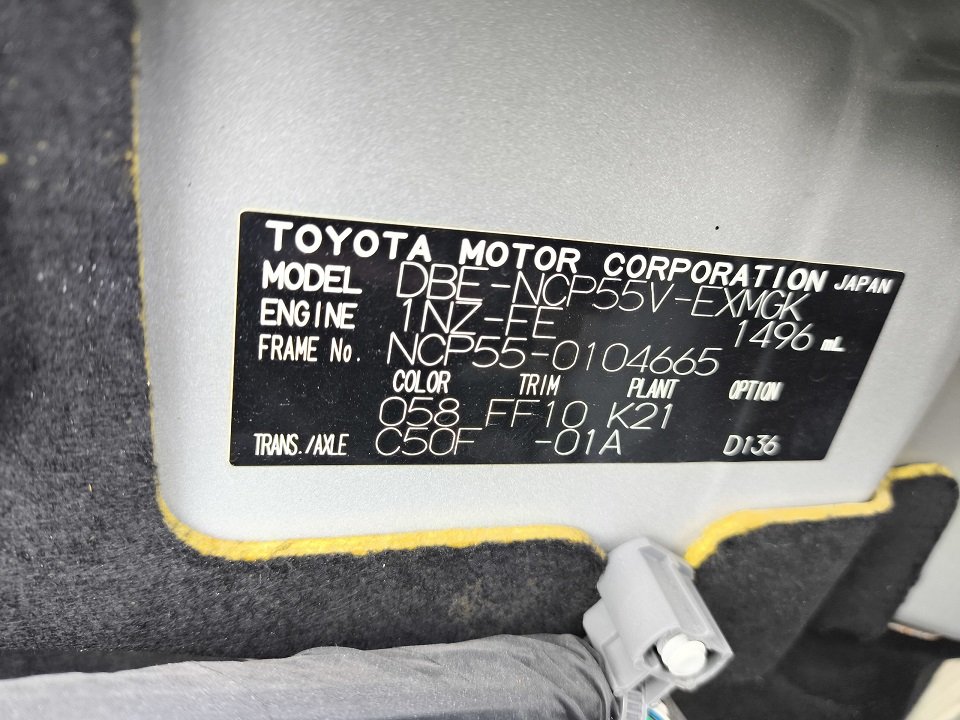 TOYOTA MOTOR CORPORATION JAPAN
MODEL DBE-NCP55V-EXMGK
ENGINE 1NZ-FE 1496 mL
FRAME No. NCP55-0104665
COLOR TRIM PLANT OPTION
058 FF10 K21
TRANS./AXLE C50F -01A D136